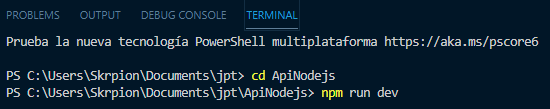 PROBLEMS OUTPUT DEBUG CONSOLE TERMINAL
Prueba la nueva tecnología PowerShell multiplataforma https://aka.ms/pscore6
PS C:\Users\Skrpion\Documents\jpt> cd ApiNodejs
PS C:\Users\Skrpion\Documents\jpt\ApiNodejs> npm run dev